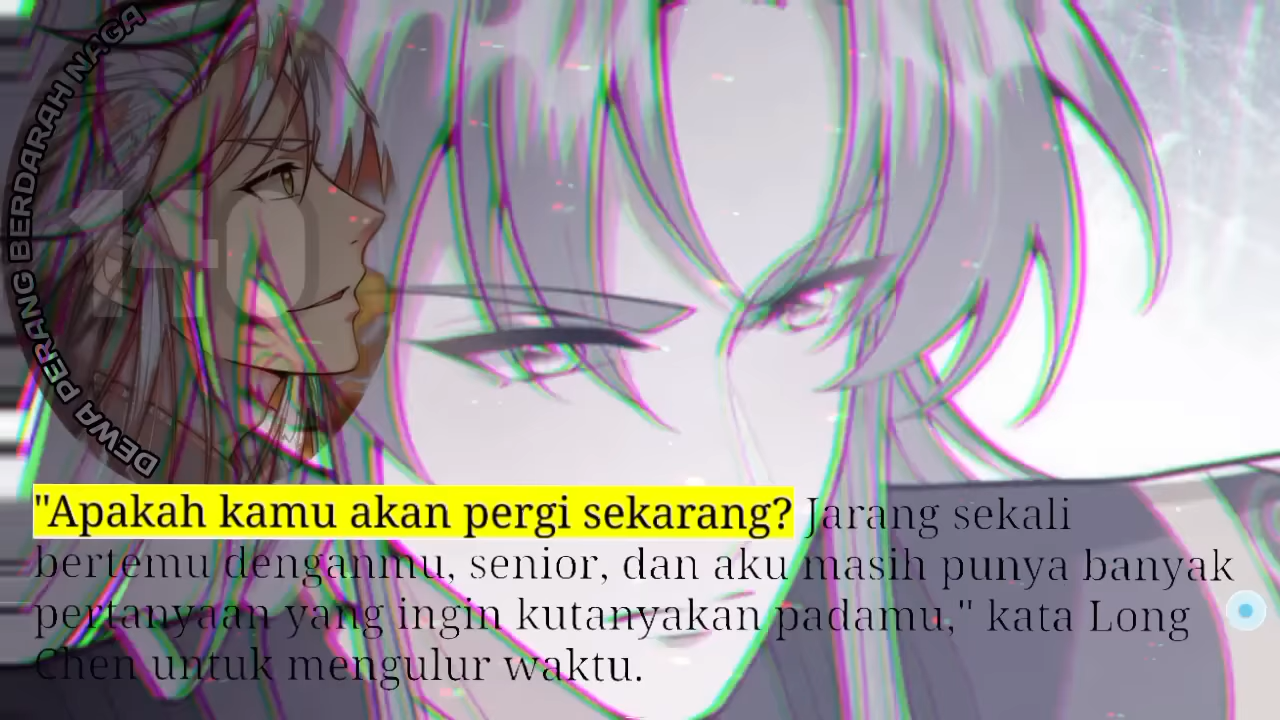 DEWA PERANG BERDARAH NAGA
"Apakah kamu akan pergi sekarang? Jarang sekali
bertemu denganmu, senior, dan aku masih punya banyak
pertanyaan yang ingin kutanyakan padamu," kata Long
Chen untuk mengulur waktu.